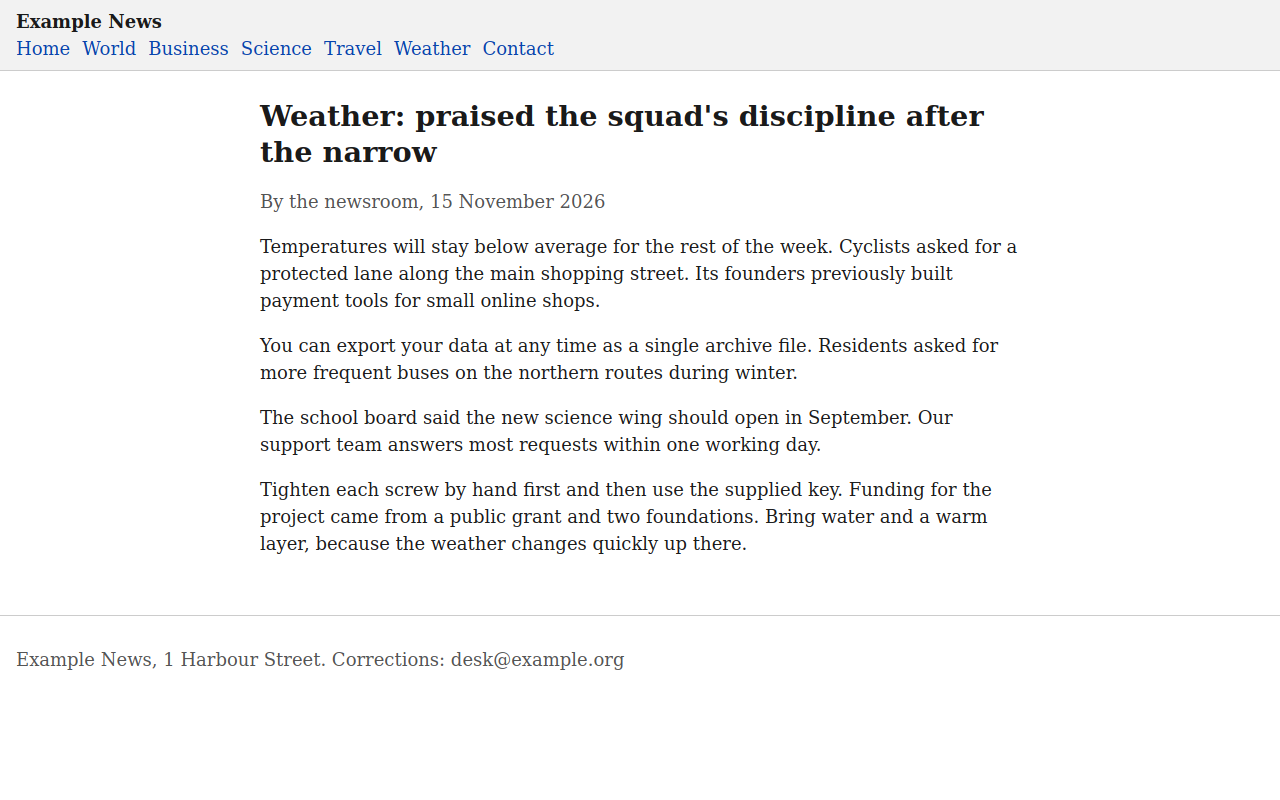 Example News
Home World Business Science Travel Weather Contact
Weather: praised the squad's discipline after
the narrow
By the newsroom, 15 November 2026
Temperatures will stay below average for the rest of the week. Cyclists asked for a
protected lane along the main shopping street. Its founders previously built
payment tools for small online shops.
You can export your data at any time as a single archive file. Residents asked for
more frequent buses on the northern routes during winter.
The school board said the new science wing should open in September. Our
support team answers most requests within one working day.
Tighten each screw by hand first and then use the supplied key. Funding for the
project came from a public grant and two foundations. Bring water and a warm
layer, because the weather changes quickly up there.
Example News, 1 Harbour Street. Corrections: desk@example.org